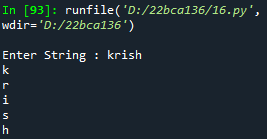 In [93]: runfile('D:/22bca136/16.py',
wdir='D:/22bca136')
Enter String : krish
k
r
i
s
h